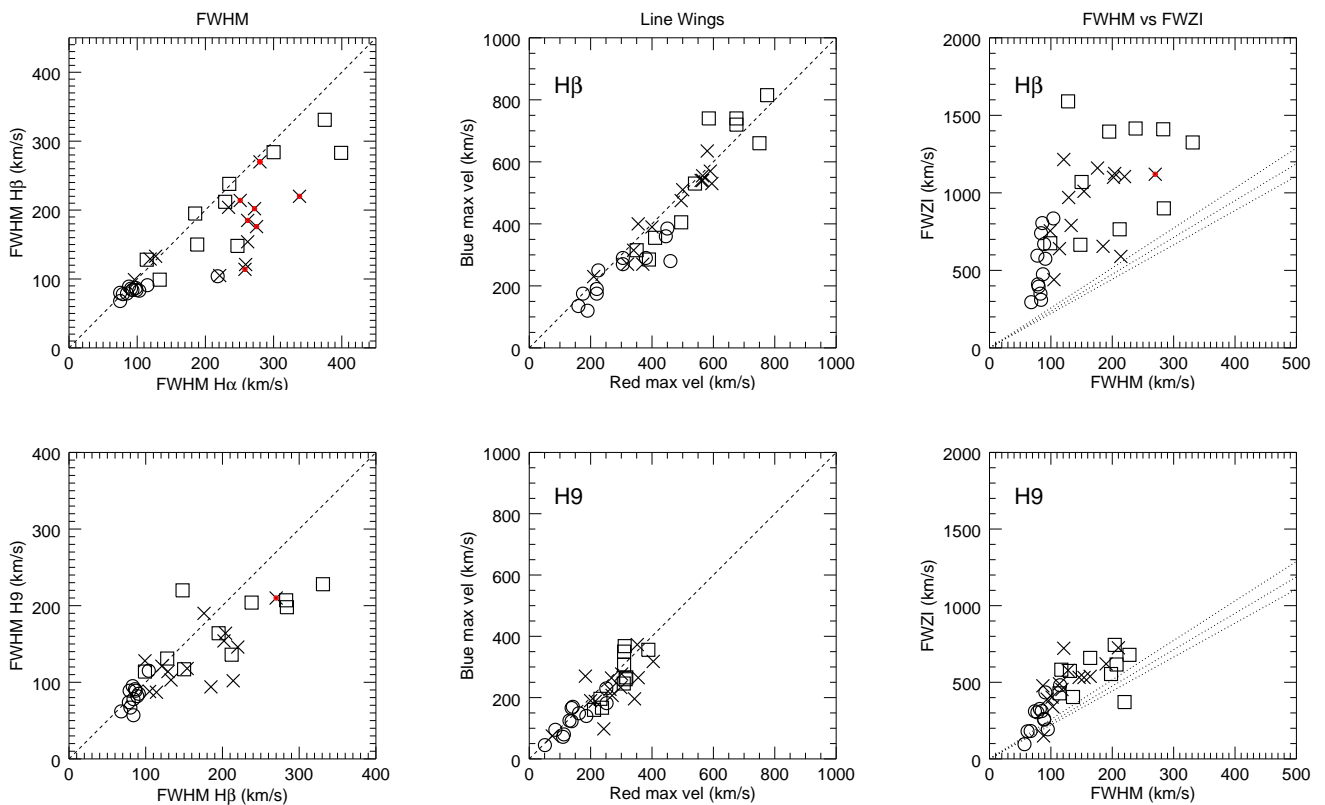 FWHM
Line Wings
FWHM vs FWZI
FWHM Hβ (km/s)
400
300
200
100
0
0 100 200 300 400
FWHM Hα (km/s)
Blue max vel (km/s)
1000
800
600
400
200
0
Hβ
0 200 400 600 800 1000
Red max vel (km/s)
FWZI (km/s)
2000
1500
1000
500
0
Hβ
0 100 200 300 400 500
FWHM (km/s)
FWHM H9 (km/s)
400
300
200
100
0
0 100 200 300 400
FWHM Hβ (km/s)
Blue max vel (km/s)
1000
800
600
400
200
0
H9
0 200 400 600 800 1000
Red max vel (km/s)
FWZI (km/s)
2000
1500
1000
500
0
H9
0 100 200 300 400 500
FWHM (km/s)